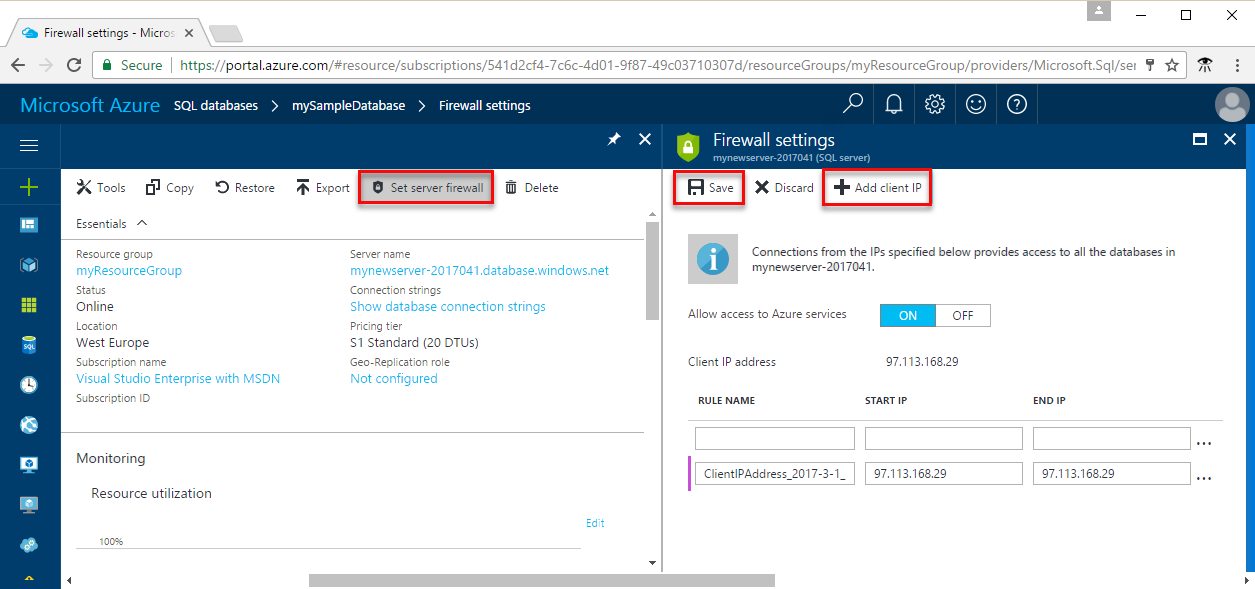 Firewall settings - Micros
Secure https://portal.azure.com/#resource/subscriptions/541d2cf4-7c6c-4d01-9f87-49c03710307d/resourceGroups/myResourceGroup/providers/Microsoft.Sql/ser
Microsoft Azure SQL databases > mySampleDatabase > Firewall settings
Tools Copy Restore Export Set server firewall Delete
Essentials
Resource group
myResourceGroup
Status
Online
Location
West Europe
Subscription name
Visual Studio Enterprise with MSDN
Subscription ID
Server name
mynewserver-2017041.database.windows.net
Connection strings
Show database connection strings
Pricing tier
S1 Standard (20 DTUs)
Geo-Replication role
Not configured
Monitoring
Resource utilization
Edit
100%
Firewall settings
mynewserver-2017041 (SQL server)
Save Discard Add client IP
Connections from the IPs specified below provides access to all the databases in
mynewserver-2017041.
Allow access to Azure services ON OFF
Client IP address 97.113.168.29
RULE NAME START IP END IP
...
ClientIPAddress_2017-3-1_ 97.113.168.29 97.113.168.29 ...
SQL